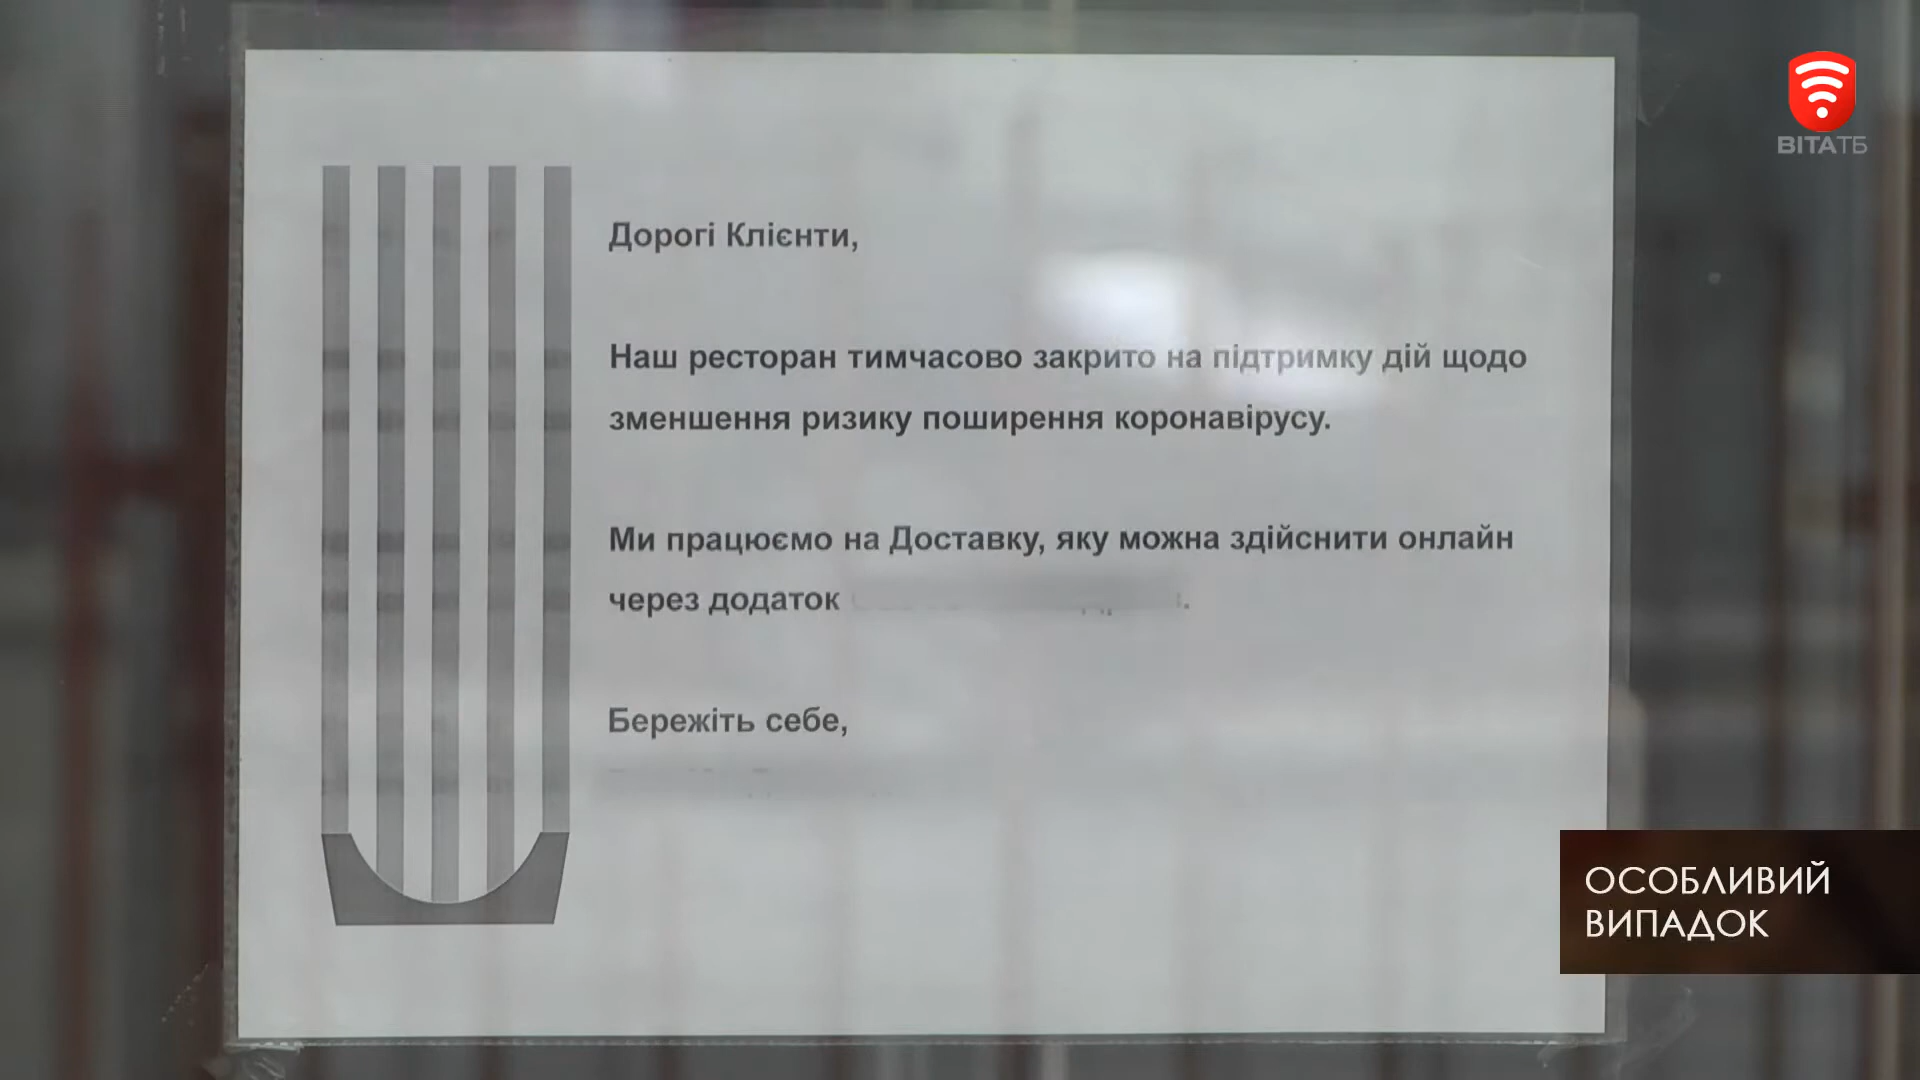 ВІТАТБ
Дорогі Клієнти,
Наш ресторан тимчасово закрито на підтримку дій щодо
зменшення ризику поширення коронавірусу.
Ми працюємо на Доставку, яку можна здійснити онлайн
через додаток
Бережіть себе,
ОСОБЛИВИЙ
ВИПАДОК